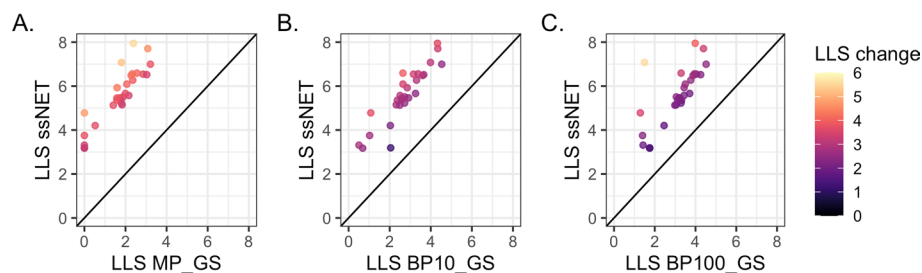 A.
B.
C.
LLS ssNET
8
6
4
2
0
0 2 4 6 8
LLS MP_GS
LLS ssNET
8
6
4
2
0
0 2 4 6 8
LLS BP10_GS
LLS ssNET
8
6
4
2
0
0 2 4 6 8
LLS BP100_GS
LLS change
6
5
4
3
2
1
0